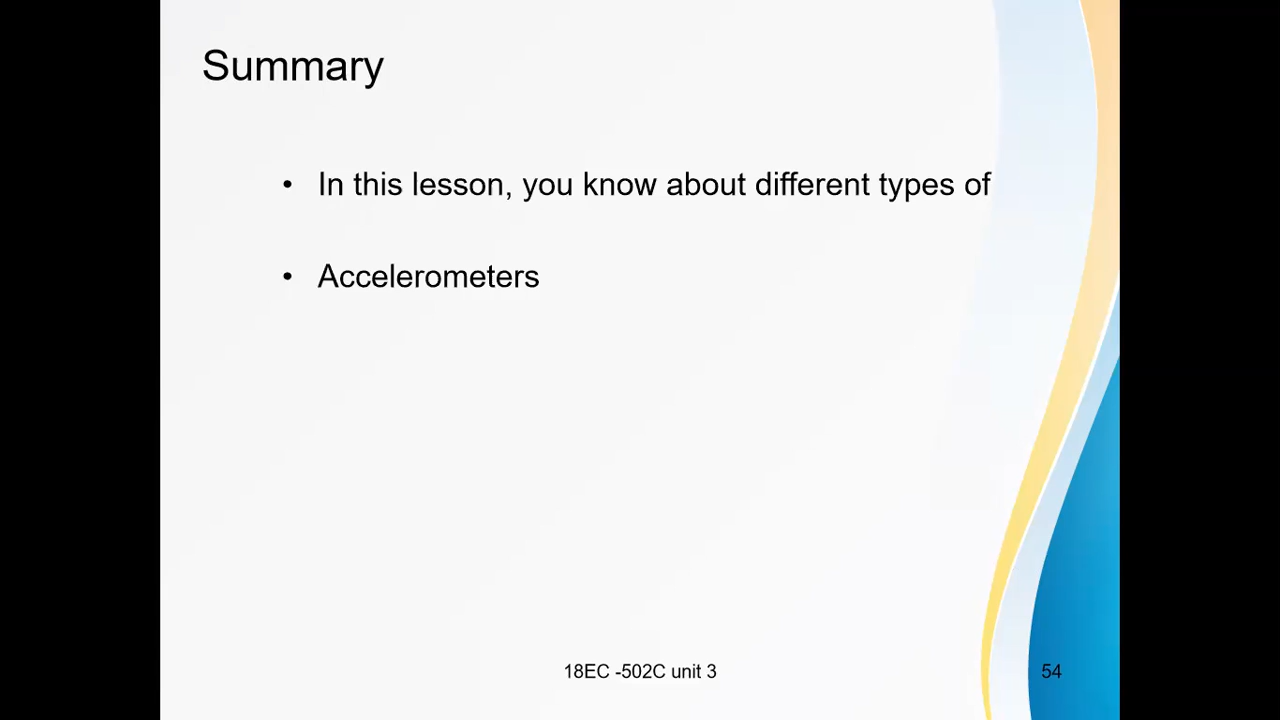 Summary
• In this lesson, you know about different types of
• Accelerometers
18EC -502C unit 3
54